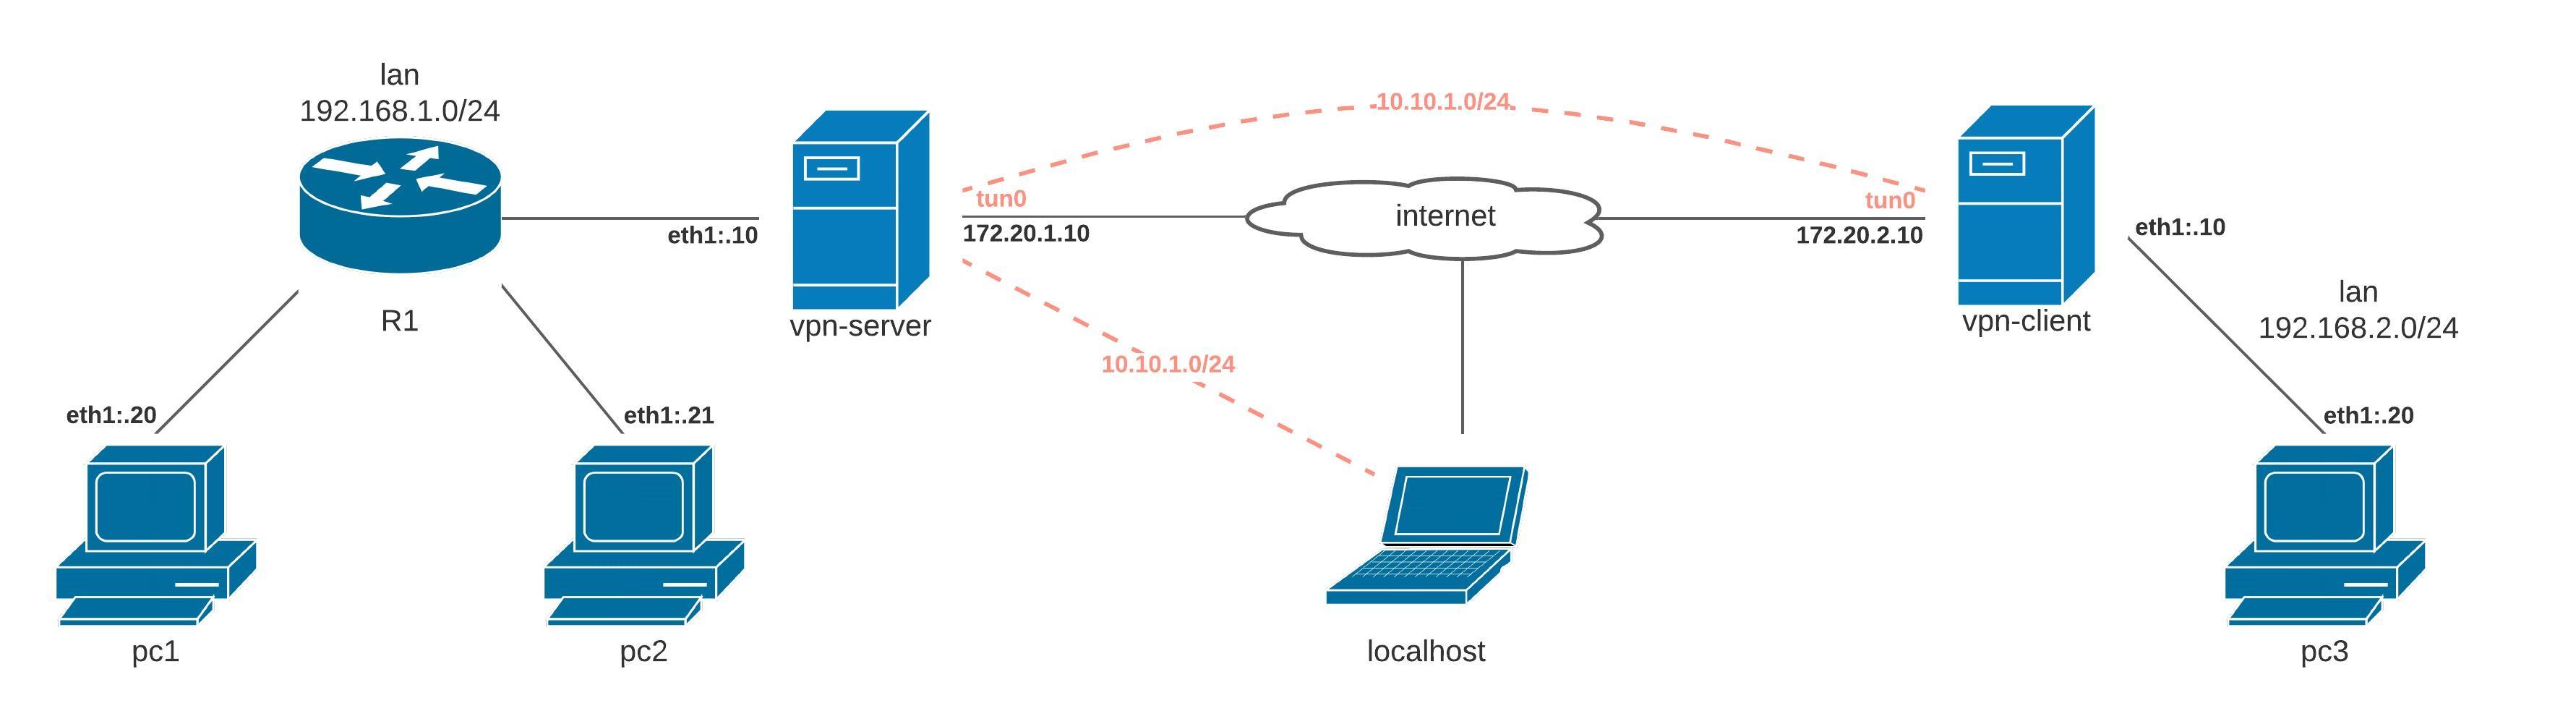 lan
192.168.1.0/24
R1
eth1:.10
vpn-server
tun0
172.20.1.10
10.10.1.0/24
internet
10.10.1.0/24
tun0
172.20.2.10
vpn-client
eth1:.10
lan
192.168.2.0/24
eth1:.20
pc1
eth1:.21
pc2
localhost
eth1:.20
pc3